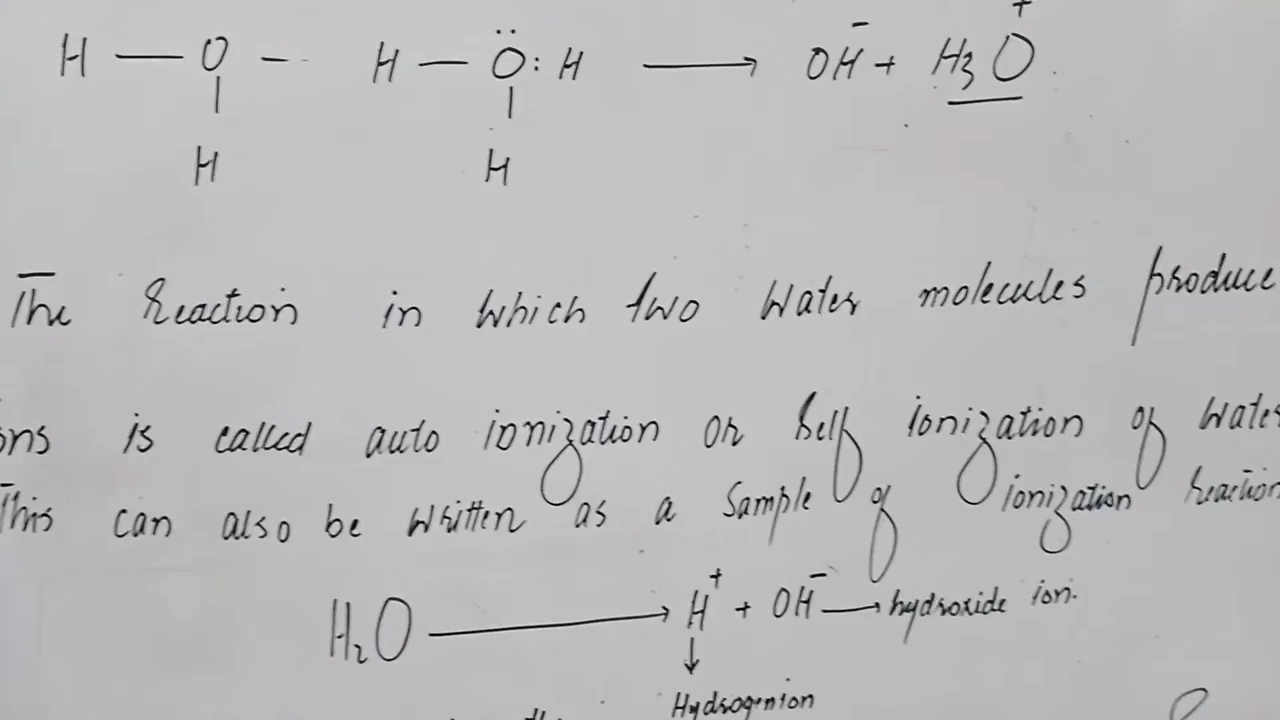 H — O - - H — Ö : H ⟶ OH⁻ + H3O⁺
H H
The Reaction in which two water molecules produce
ons is called auto ionization or Self ionization of water
This can also be written as a Sample of ionization reaction
H₂O ⟶ H⁺ + OH⁻ ⟶ hydroxide ion.
↓
Hydrogenion